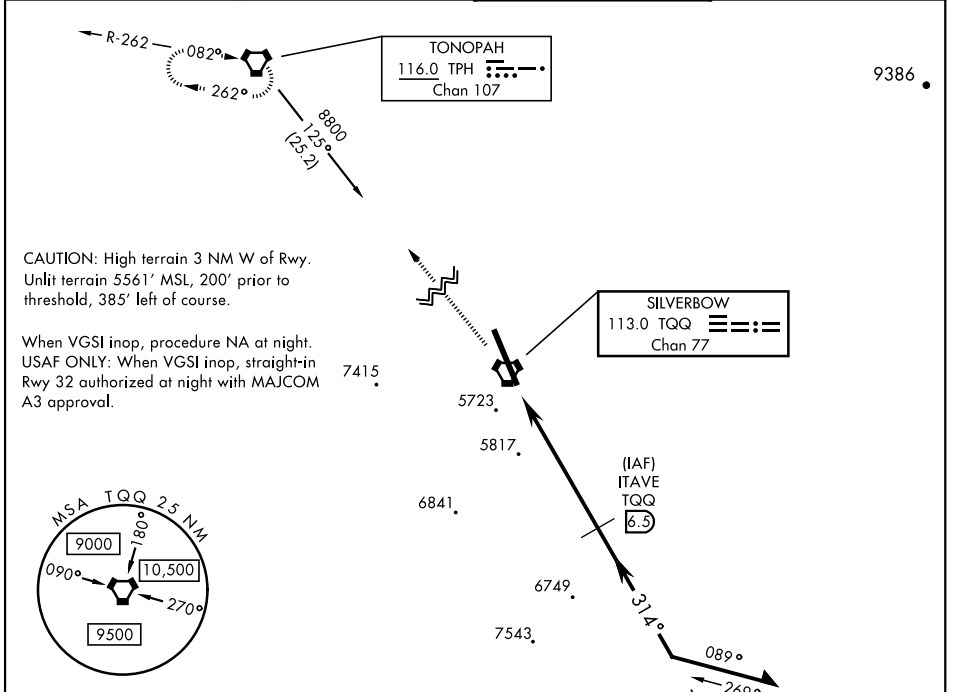 R-262
082°
262°
TONOPAH
116.0 TPH
Chan 107
9386
8800
125°
(25.2)
CAUTION: High terrain 3 NM W of Rwy.
Unlit terrain 5561' MSL, 200' prior to
threshold, 385' left of course.
When VGSI inop, procedure NA at night.
USAF ONLY: When VGSI inop, straight-in
Rwy 32 authorized at night with MAJCOM
A3 approval.
SILVERBOW
113.0 TQQ
Chan 77
7415
5723
5817
(IAF)
ITAVE
TQQ
6.5
6841
MSA TQQ 25 NM
180°
9000
090°
10,500
270°
9500
6749
314°
7543
089°
269°